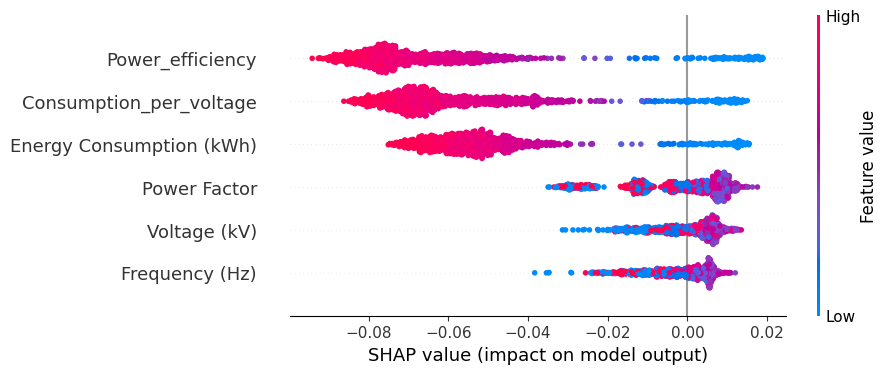 High
Power_efficiency
Consumption_per_voltage
Energy Consumption (kWh)
Power Factor
Voltage (kV)
Frequency (Hz)
Feature value
Low
−0.08 −0.06 −0.04 −0.02 0.00 0.02
SHAP value (impact on model output)